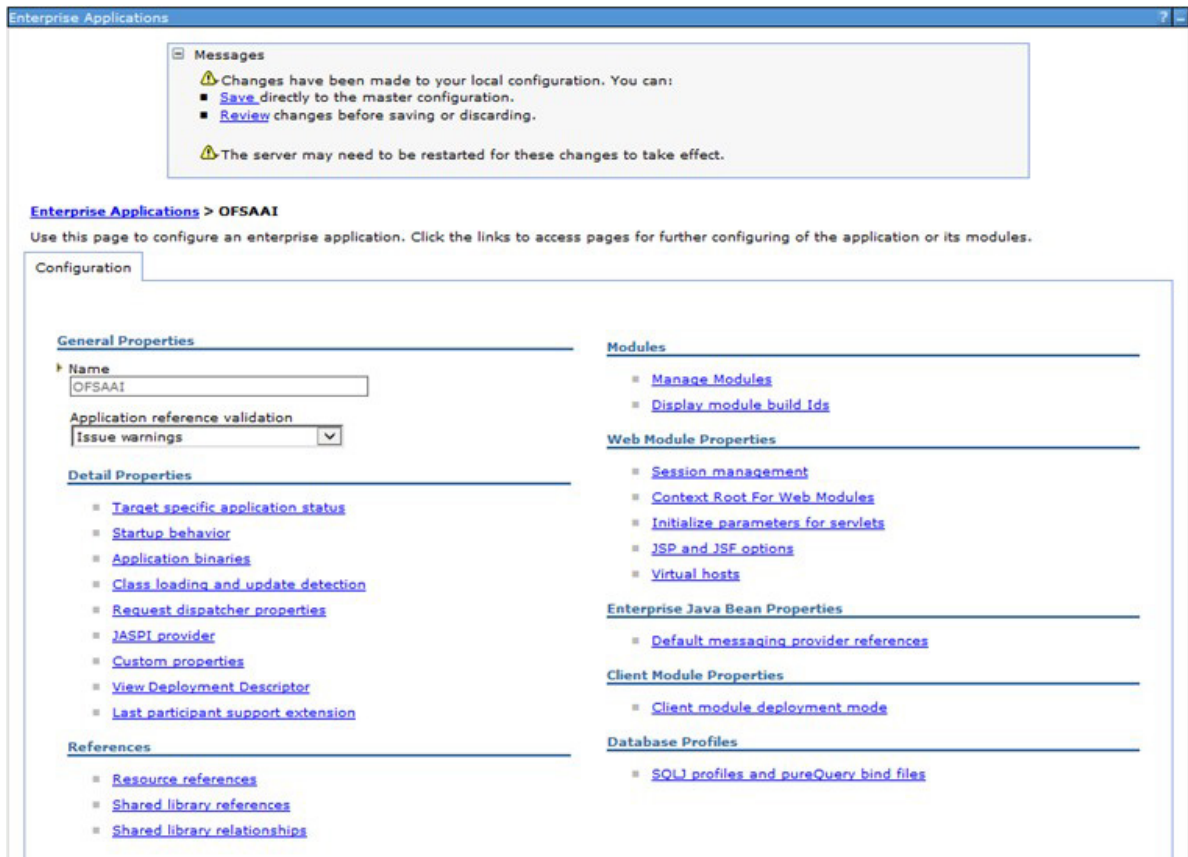 Enterprise Applications
? –
Messages
Changes have been made to your local configuration. You can:
Save directly to the master configuration.
Review changes before saving or discarding.
The server may need to be restarted for these changes to take effect.
Enterprise Applications > OFSAAI
Use this page to configure an enterprise application. Click the links to access pages for further configuring of the application or its modules.
Configuration
General Properties
Name
OFSAAI
Application reference validation
Issue warnings
Detail Properties
Target specific application status
Startup behavior
Application binaries
Class loading and update detection
Request dispatcher properties
JASPI provider
Custom properties
View Deployment Descriptor
Last participant support extension
References
Resource references
Shared library references
Shared library relationships
Modules
Manage Modules
Display module build Ids
Web Module Properties
Session management
Context Root For Web Modules
Initialize parameters for servlets
JSP and JSF options
Virtual hosts
Enterprise Java Bean Properties
Default messaging provider references
Client Module Properties
Client module deployment mode
Database Profiles
SQLJ profiles and pureQuery bind files